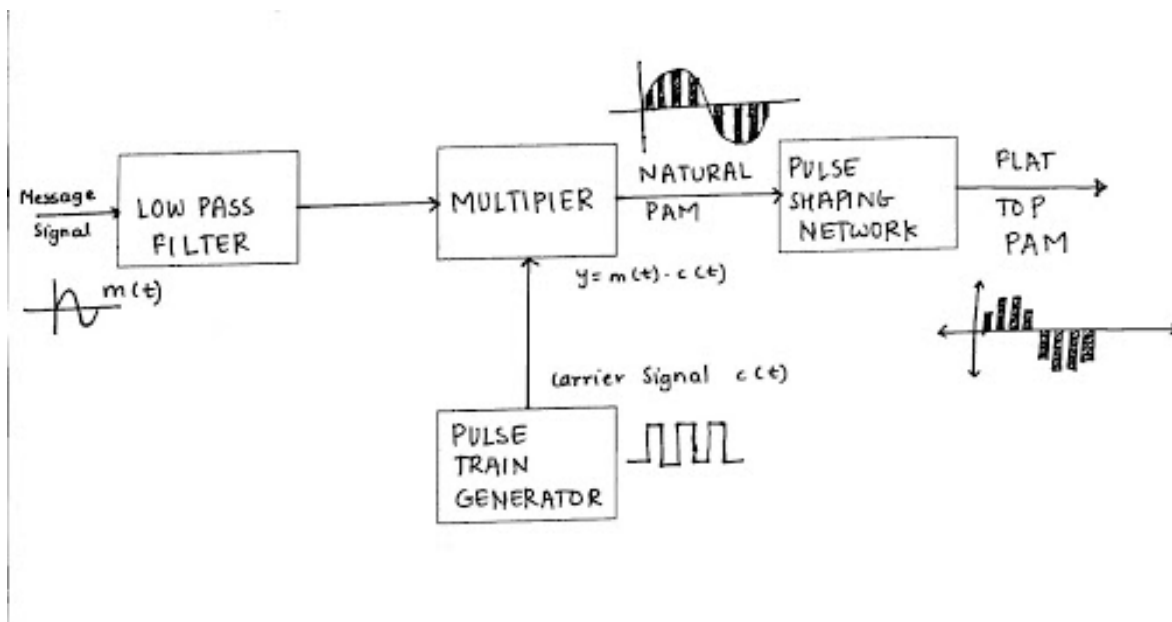 Message
Signal
m(t)
LOW PASS
FILTER
MULTIPIER
NATURAL
PAM
y = m(t) · c(t)
PULSE
SHAPING
NETWORK
FLAT
TOP
PAM
Carrier Signal c(t)
PULSE
TRAIN
GENERATOR